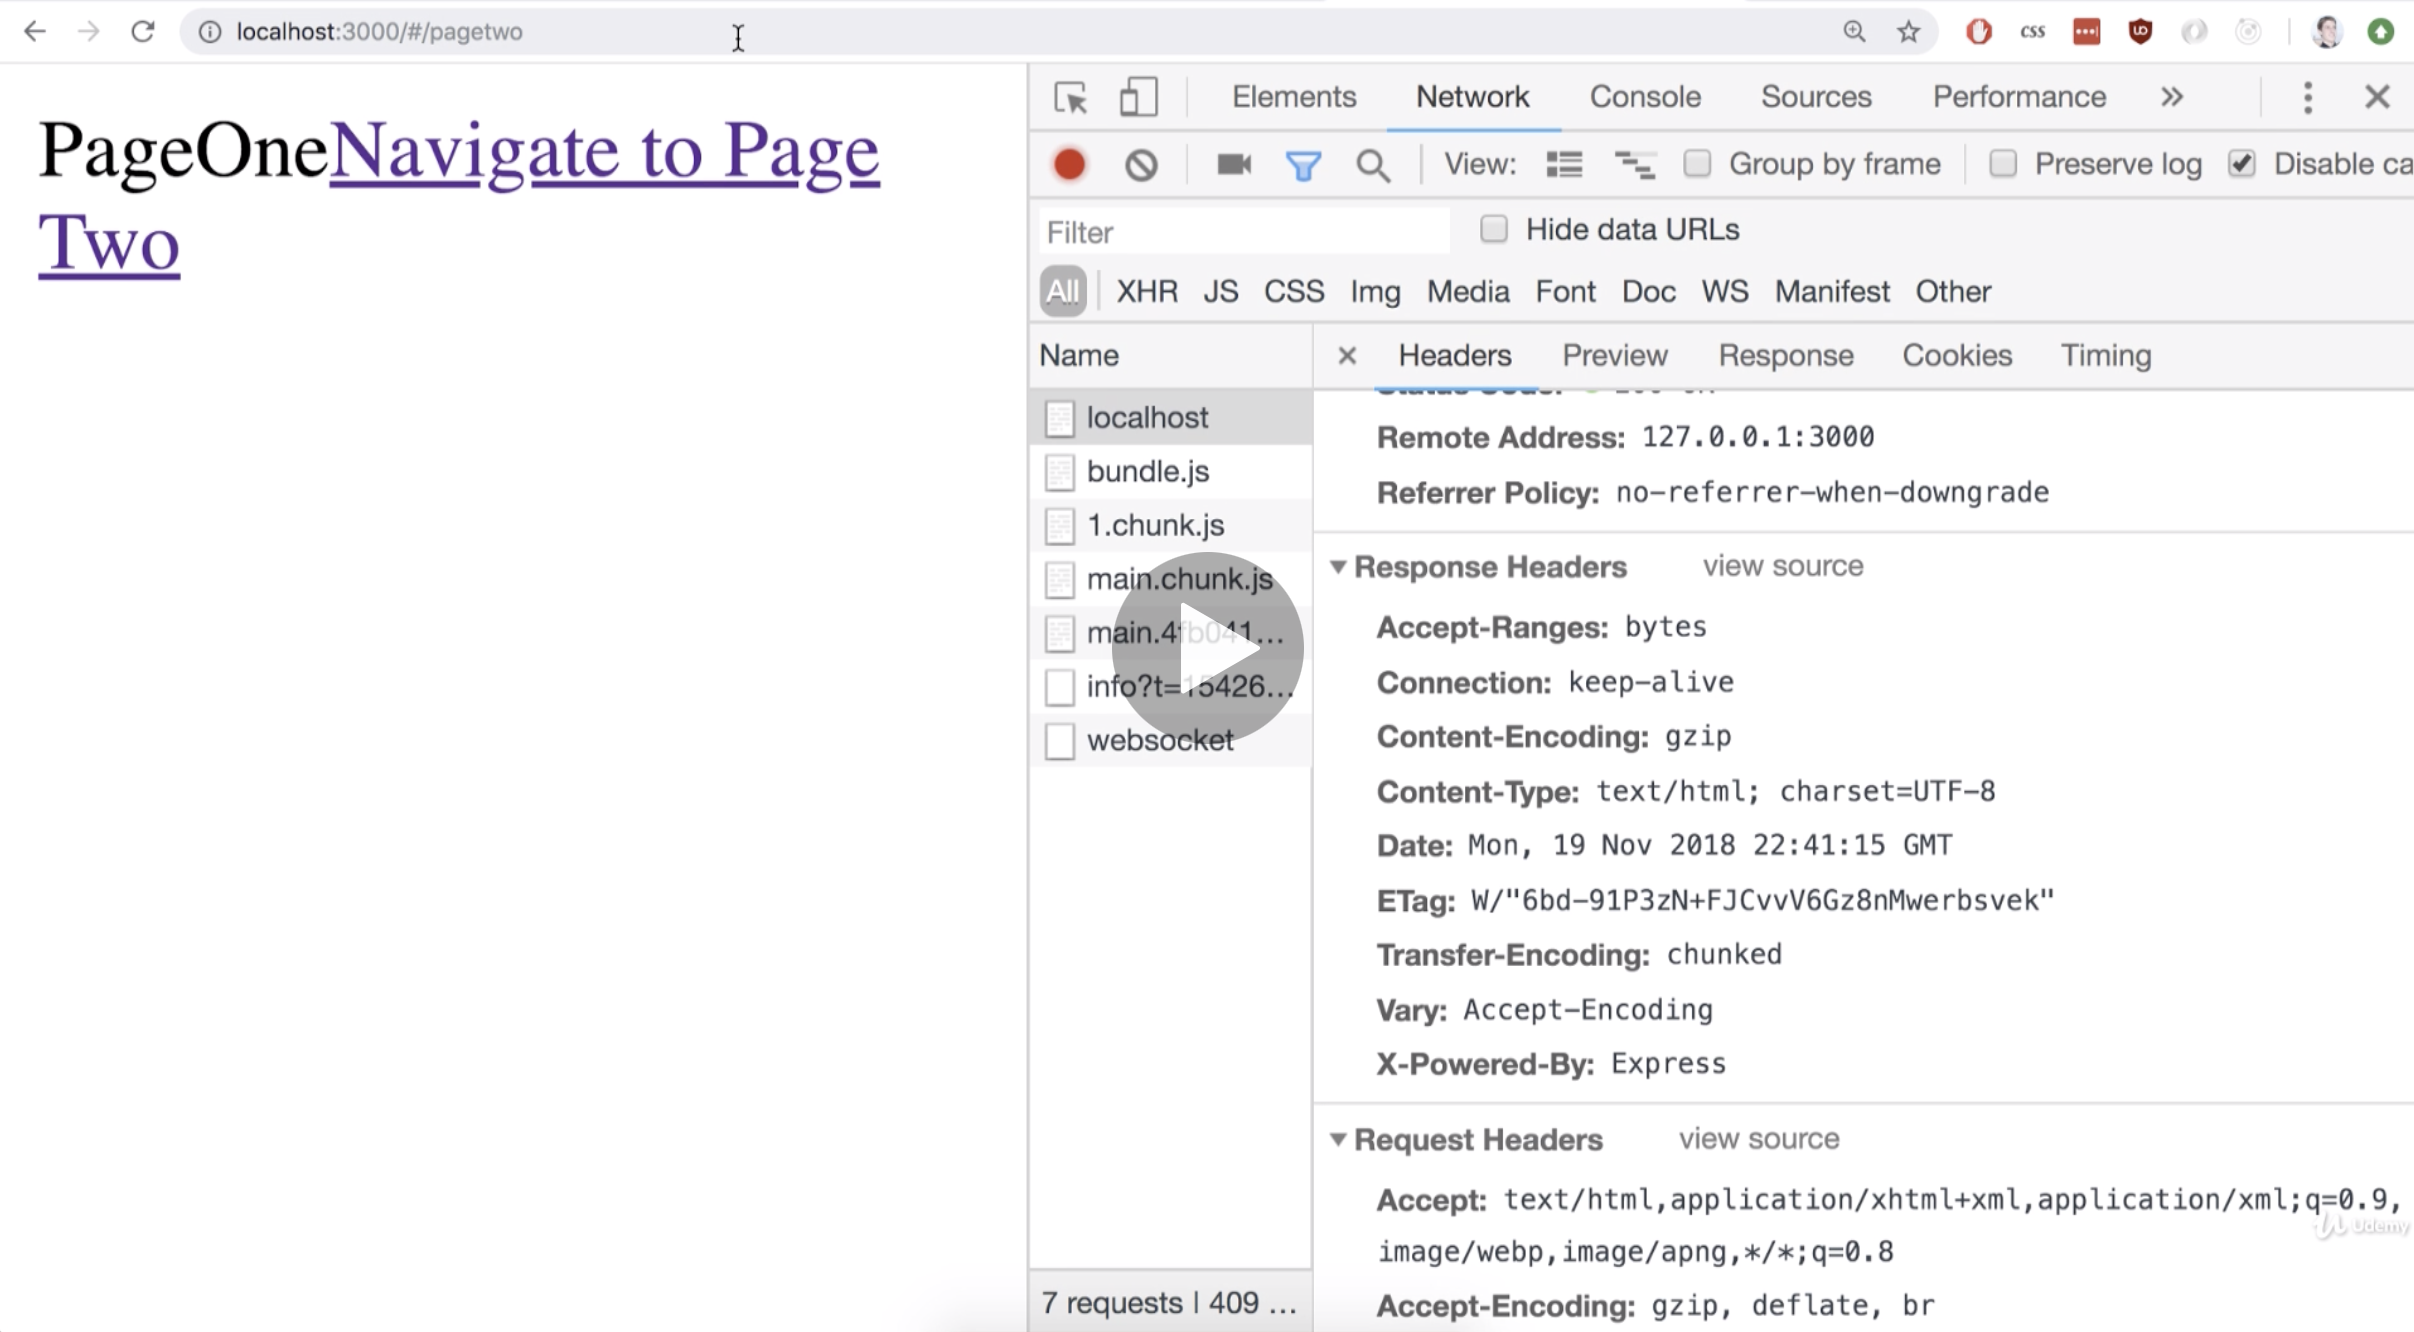 localhost:3000/#/pagetwo
CSS
PageOneNavigate to Page
Two
Elements Network Console Sources Performance »
View: Group by frame Preserve log Disable ca
Filter Hide data URLs
All XHR JS CSS Img Media Font Doc WS Manifest Other
Name
localhost
bundle.js
1.chunk.js
main.chunk.js
main.4fb041...
info?t=15426...
websocket
7 requests | 409 ...
× Headers Preview Response Cookies Timing
Remote Address: 127.0.0.1:3000
Referrer Policy: no-referrer-when-downgrade
Response Headers view source
Accept-Ranges: bytes
Connection: keep-alive
Content-Encoding: gzip
Content-Type: text/html; charset=UTF-8
Date: Mon, 19 Nov 2018 22:41:15 GMT
ETag: W/"6bd-91P3zN+FJCvvV6Gz8nMwerbsvek"
Transfer-Encoding: chunked
Vary: Accept-Encoding
X-Powered-By: Express
Request Headers view source
Accept: text/html,application/xhtml+xml,application/xml;q=0.9,
image/webp,image/apng,*/*;q=0.8
Accept-Encoding: gzip, deflate, br
Udemy